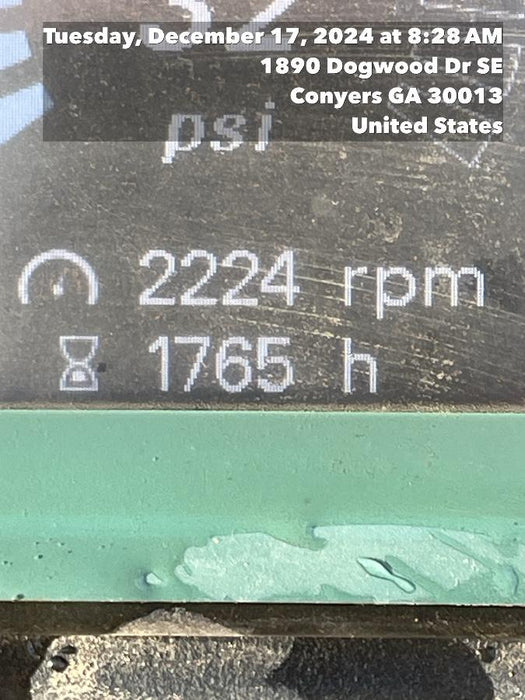 Tuesday, December 17, 2024 at 8:28 AM
1890 Dogwood Dr SE
Conyers GA 30013
United States
psi
2224 rpm
1765 h